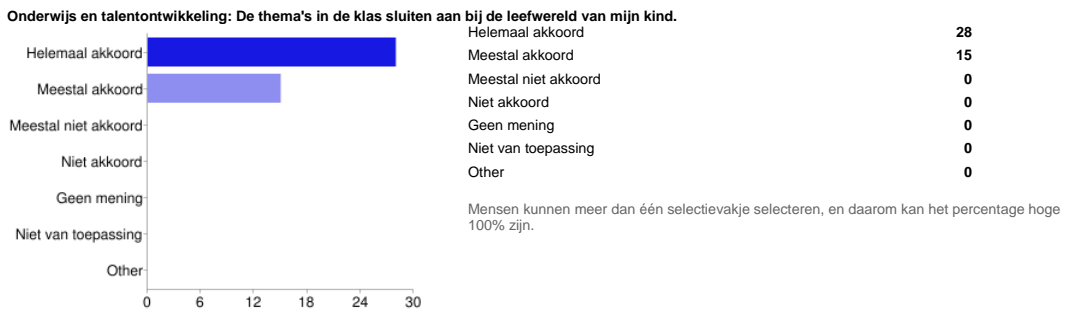 Onderwijs en talentontwikkeling: De thema's in de klas sluiten aan bij de leefwereld van mijn kind.
Helemaal akkoord
Meestal akkoord
Meestal niet akkoord
Niet akkoord
Geen mening
Niet van toepassing
Other
0 6 12 18 24 30
Helemaal akkoord 28
Meestal akkoord 15
Meestal niet akkoord 0
Niet akkoord 0
Geen mening 0
Niet van toepassing 0
Other 0
Mensen kunnen meer dan één selectievakje selecteren, en daarom kan het percentage hoge
100% zijn.